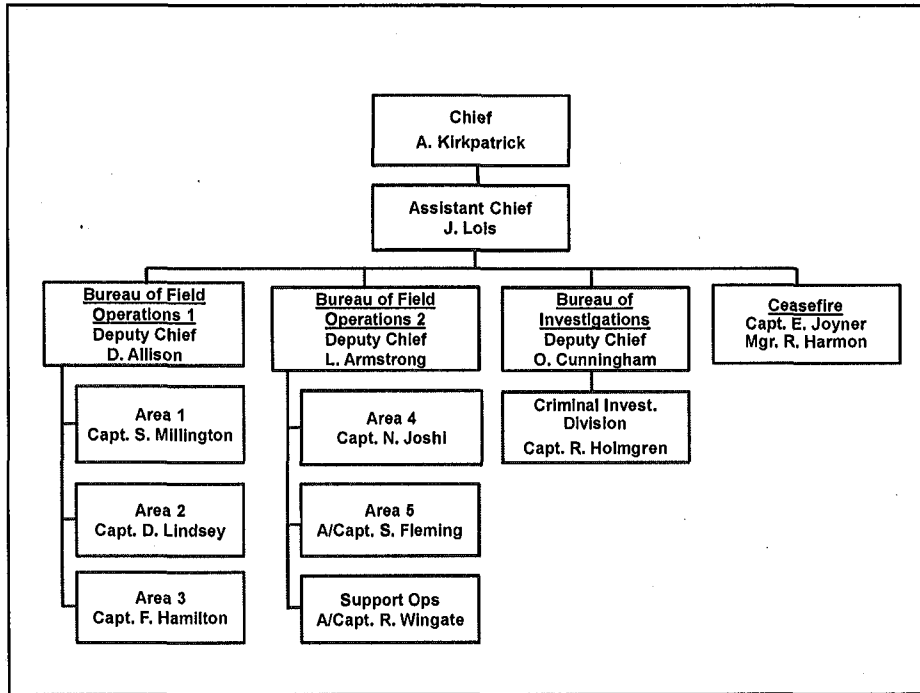 Chief
A. Kirkpatrick
Assistant Chief
J. Lois
Bureau of Field
Operations 1
Deputy Chief
D. Allison
Area 1
Capt. S. Millington
Area 2
Capt. D. Lindsey
Area 3
Capt. F. Hamilton
Bureau of Field
Operations 2
Deputy Chief
L. Armstrong
Area 4
Capt. N. Joshi
Area 5
A/Capt. S. Fleming
Support Ops
A/Capt. R. Wingate
Bureau of
Investigations
Deputy Chief
O. Cunningham
Criminal Invest.
Division
Capt. R. Holmgren
Ceasefire
Capt. E. Joyner
Mgr. R. Harmon